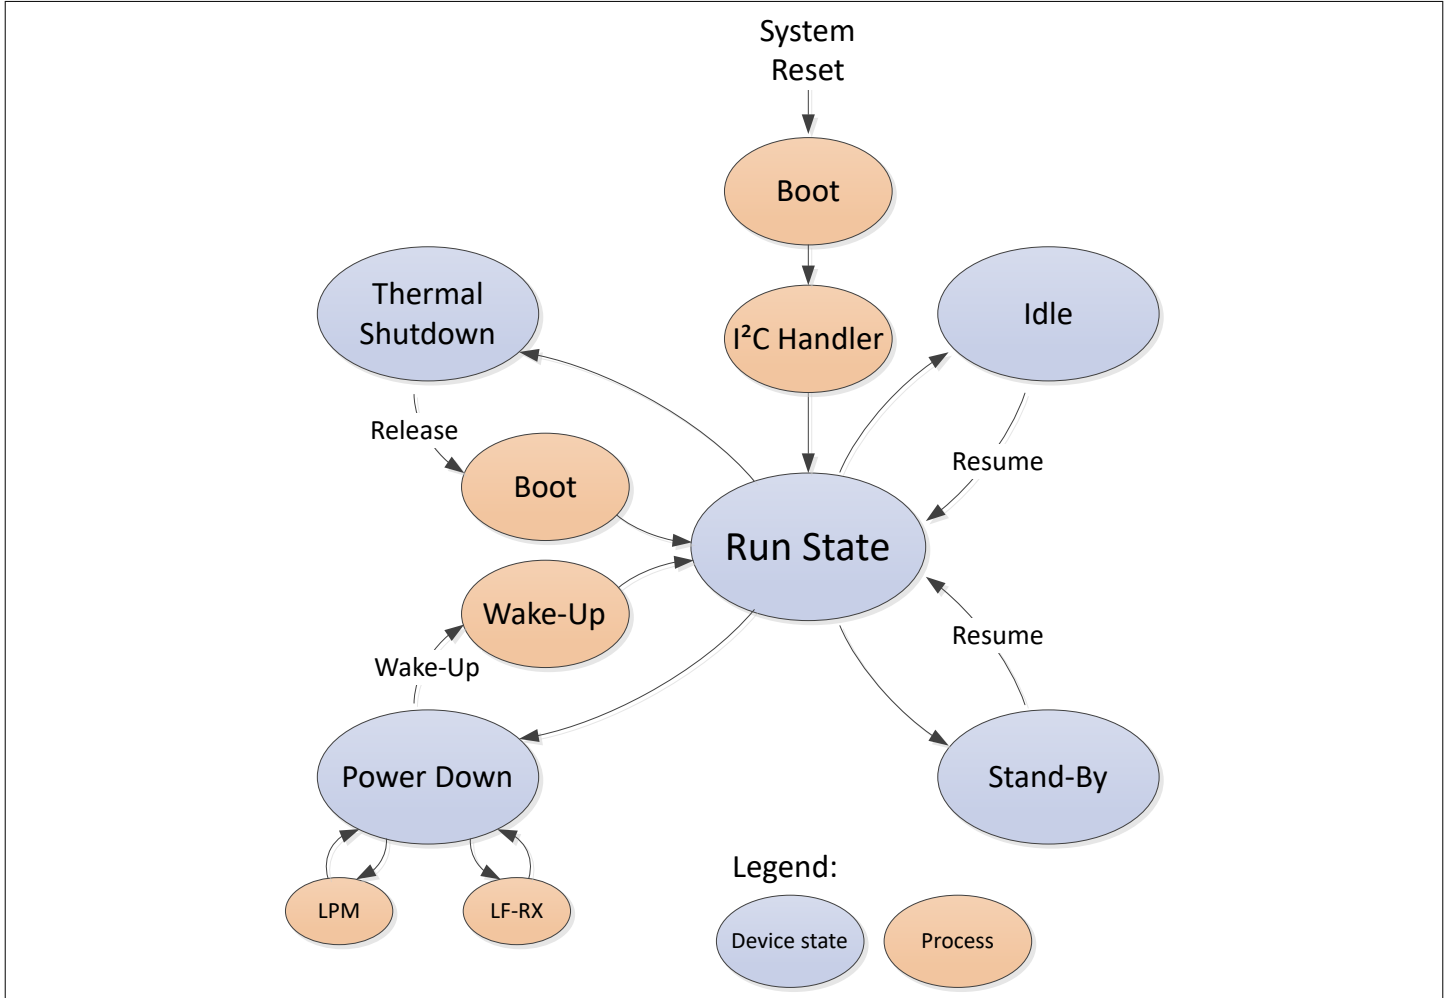 System
Reset
Boot
Thermal
Shutdown
I²C Handler
Idle
Release
Resume
Boot
Run State
Wake-Up
Resume
Wake-Up
Power Down
Stand-By
LPM
LF-RX
Legend:
Device state
Process